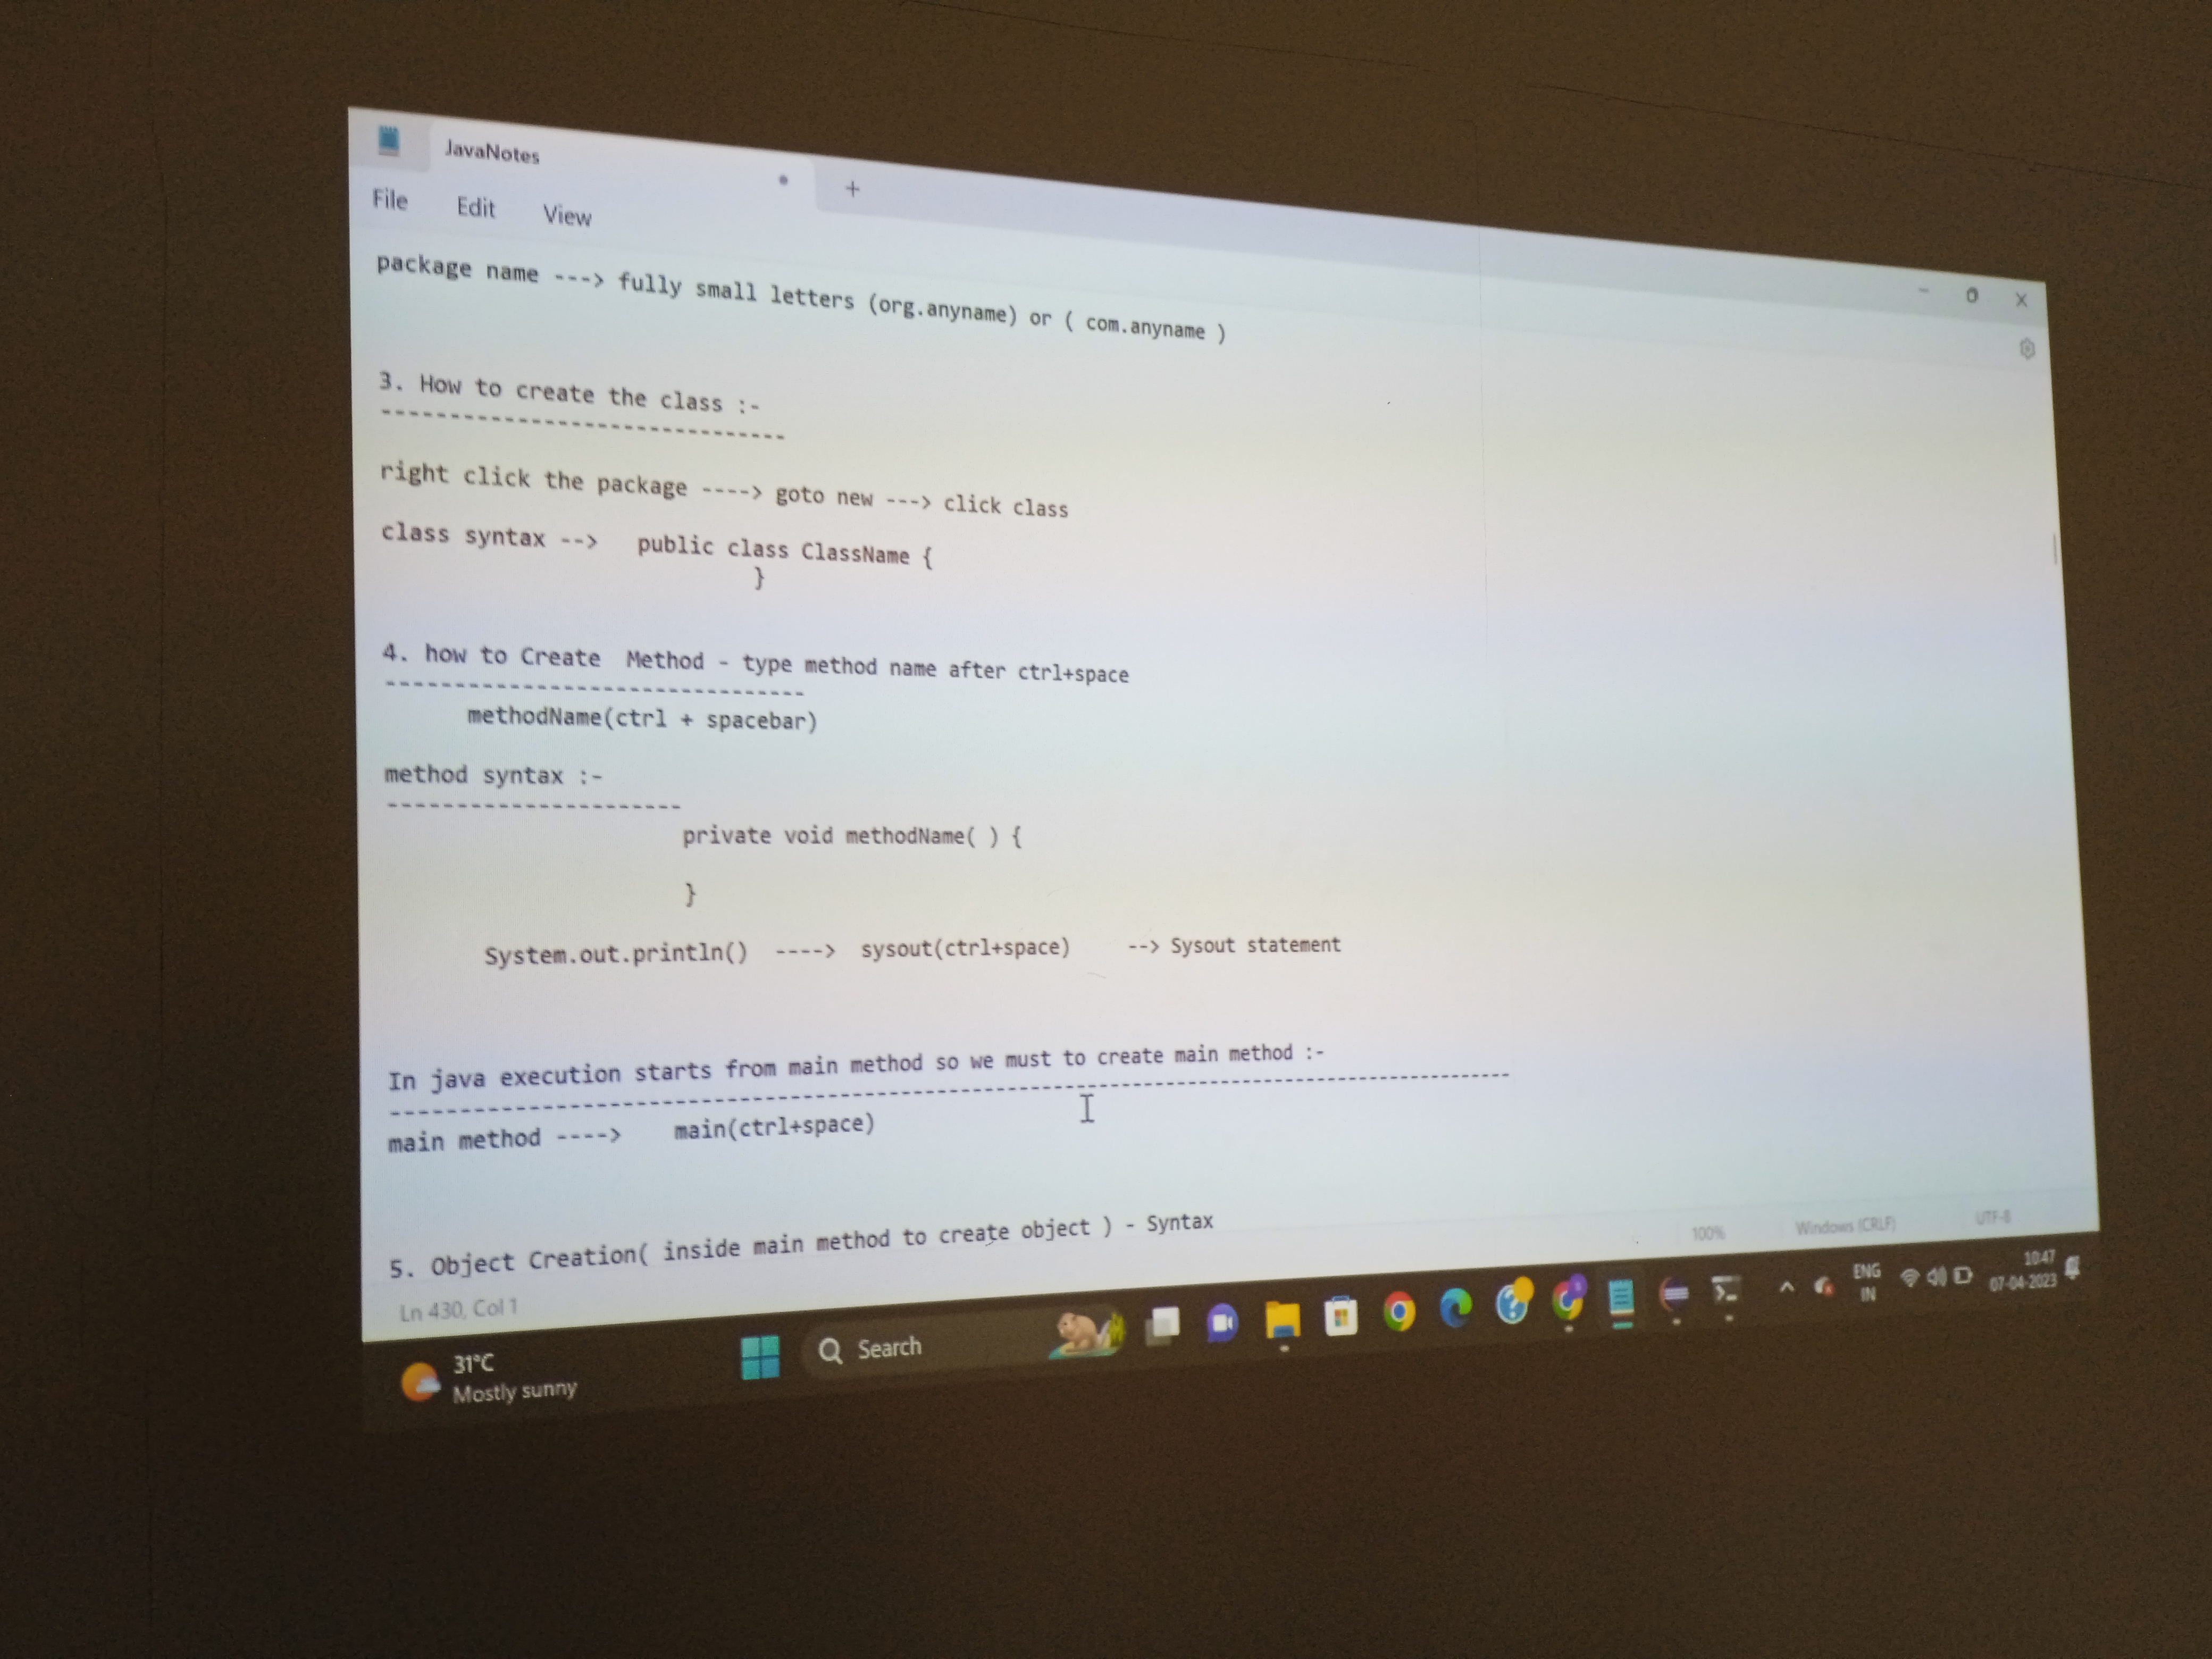 JavaNotes
+
File Edit View
package name ---> fully small letters (org.anyname) or ( com.anyname )
3. How to create the class :-
------------------------------
right click the package ----> goto new ---> click class
class syntax --> public class ClassName {
}
4. how to Create  Method - type method name after ctrl+space
-------------------------------
methodName(ctrl + spacebar)
method syntax :-
----------------------
private void methodName( ) {
}
System.out.println() ----> sysout(ctrl+space) --> Sysout statement
In java execution starts from main method so we must to create main method :-
--------------------------------------------------------------------------------
main method ----> main(ctrl+space)
5. Object Creation( inside main method to create object ) - Syntax
Ln 430, Col 1 100% Windows (CRLF) UTF-8
31°C
Mostly sunny
Search
ENG
IN
10:47
07-04-2023